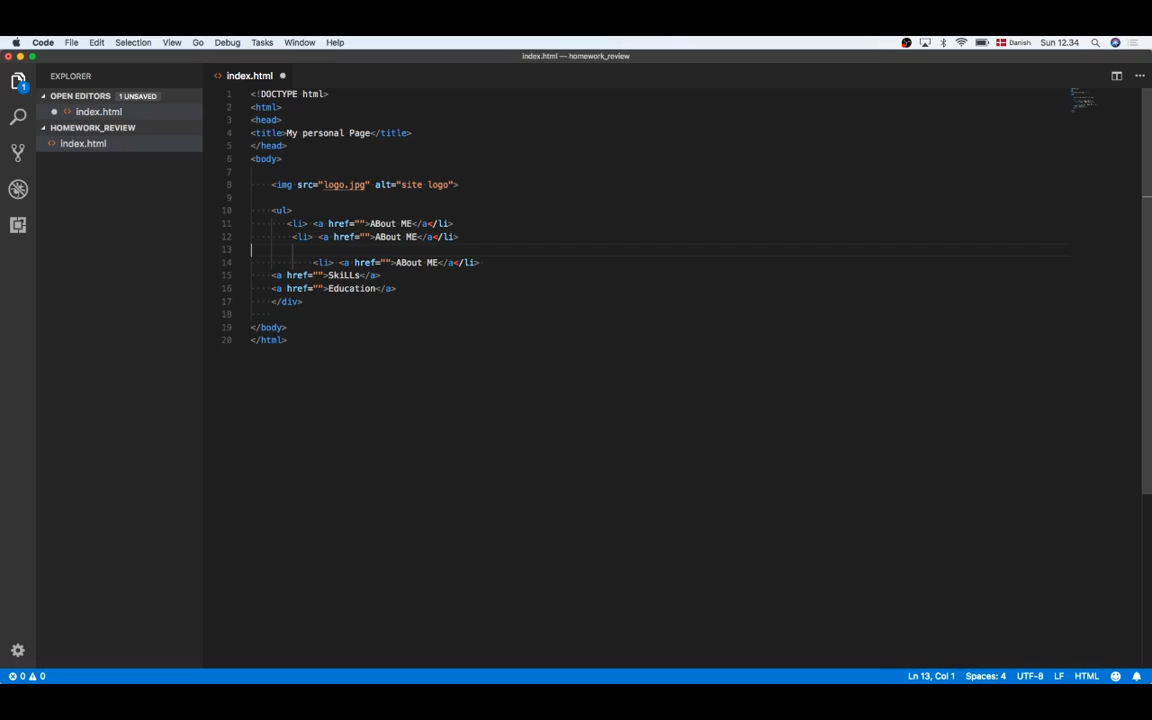 Code File Edit Selection View Go Debug Tasks Window Help Danish Sun 12.34
index.html — homework_review
EXPLORER
index.html
OPEN EDITORS 1 UNSAVED
index.html
HOMEWORK_REVIEW
index.html
1
1 <!DOCTYPE html>
2 <html>
3 <head>
4 <title>My personal Page</title>
5 </head>
6 <body>
7
8 <img src="logo.jpg" alt="site logo">
9
10 <ul>
11 <li> <a href="">ABout ME</a</li>
12 <li> <a href="">ABout ME</a</li>
13
14 <li> <a href="">ABout ME</a</li>
15 <a href="">SkiLLs</a>
16 <a href="">Education</a>
17 </div>
18
19 </body>
20 </html>
0 0 Ln 13, Col 1 Spaces: 4 UTF-8 LF HTML